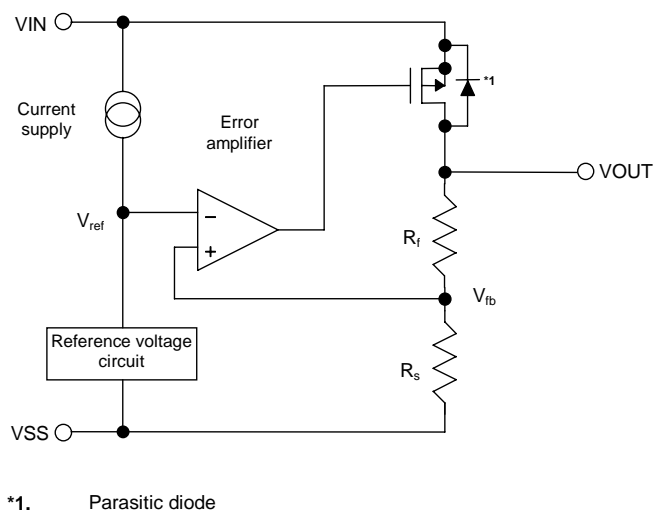 VIN
Current
supply
Error
amplifier
*1
VOUT
Vref
−
+
Rf
Vfb
Reference voltage
circuit
Rs
VSS
*1. Parasitic diode